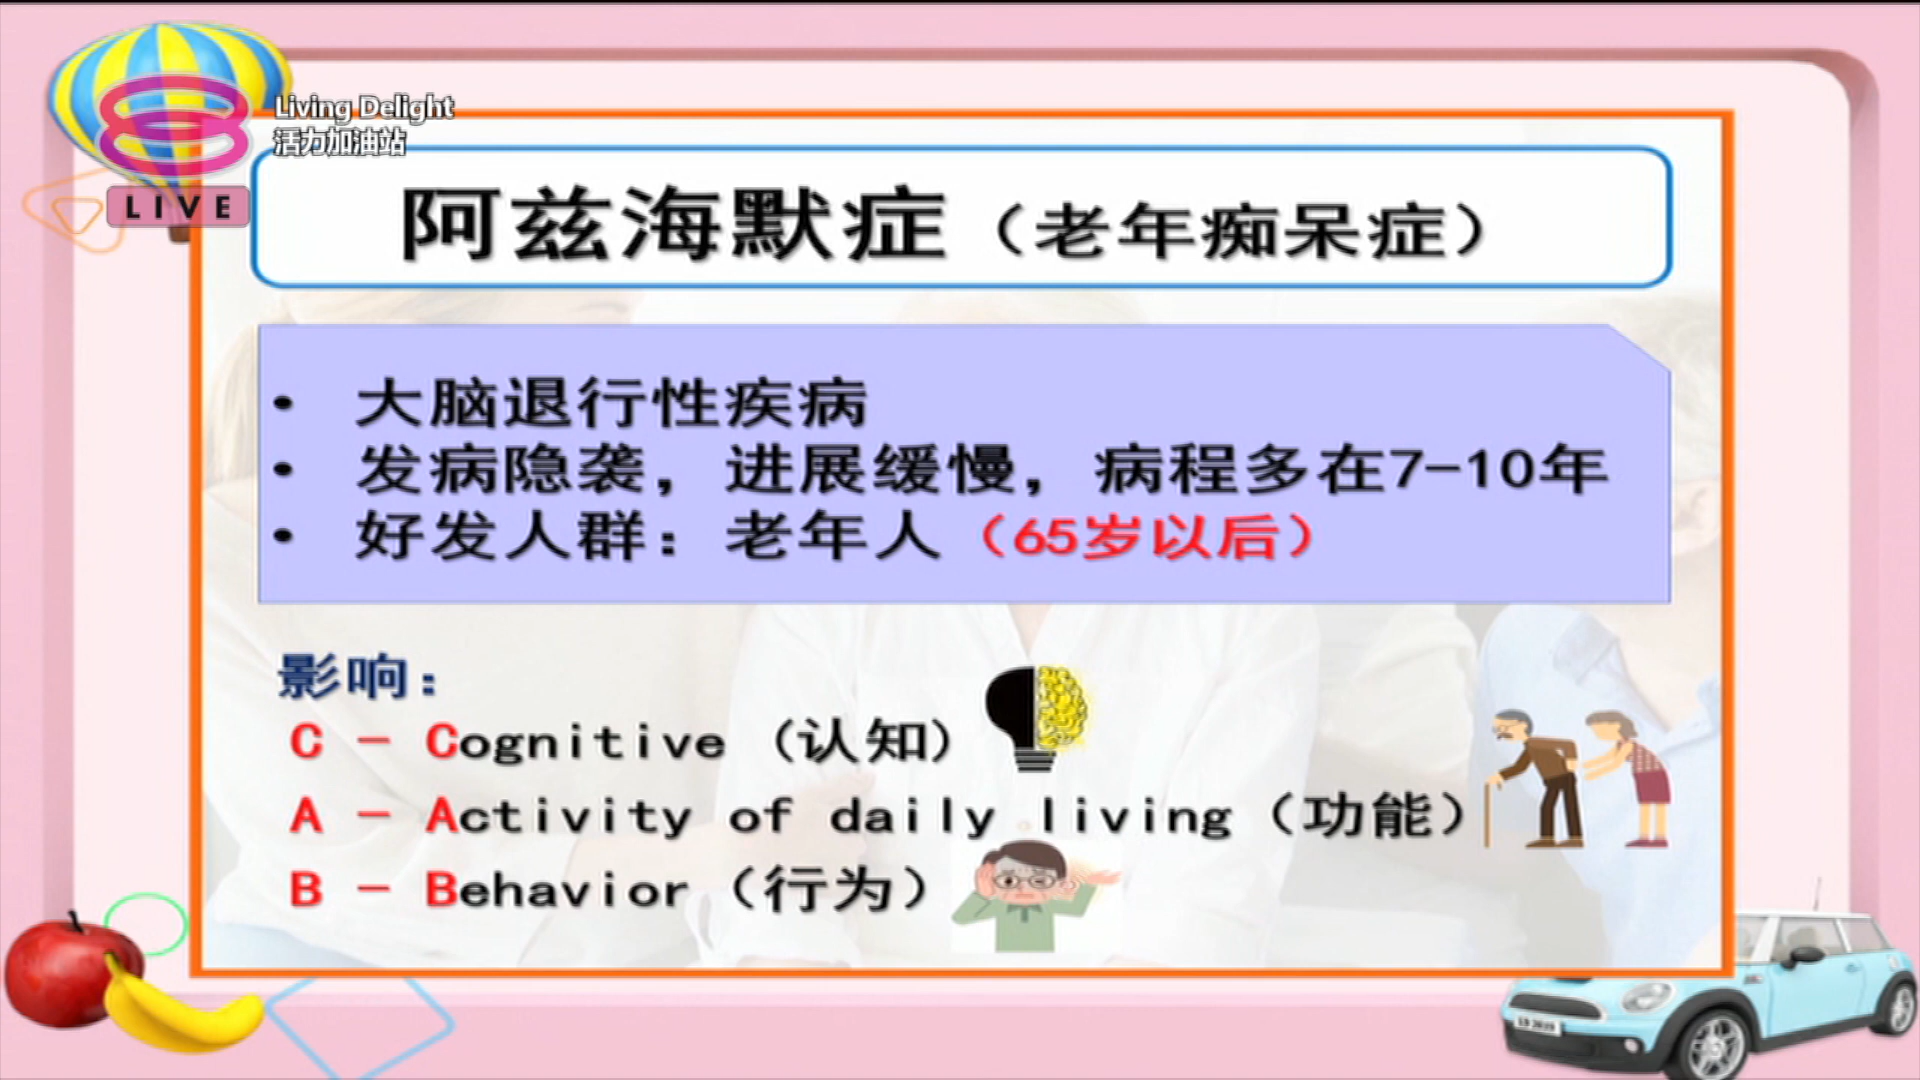 Living Delight
活力加油站
LIVE
阿兹海默症（老年痴呆症）
• 大脑退行性疾病
• 发病隐袭，进展缓慢，病程多在7-10年
• 好发人群：老年人（65岁以后）
影响：
C - Cognitive (认知)
A - Activity of daily living（功能）
B - Behavior（行为）